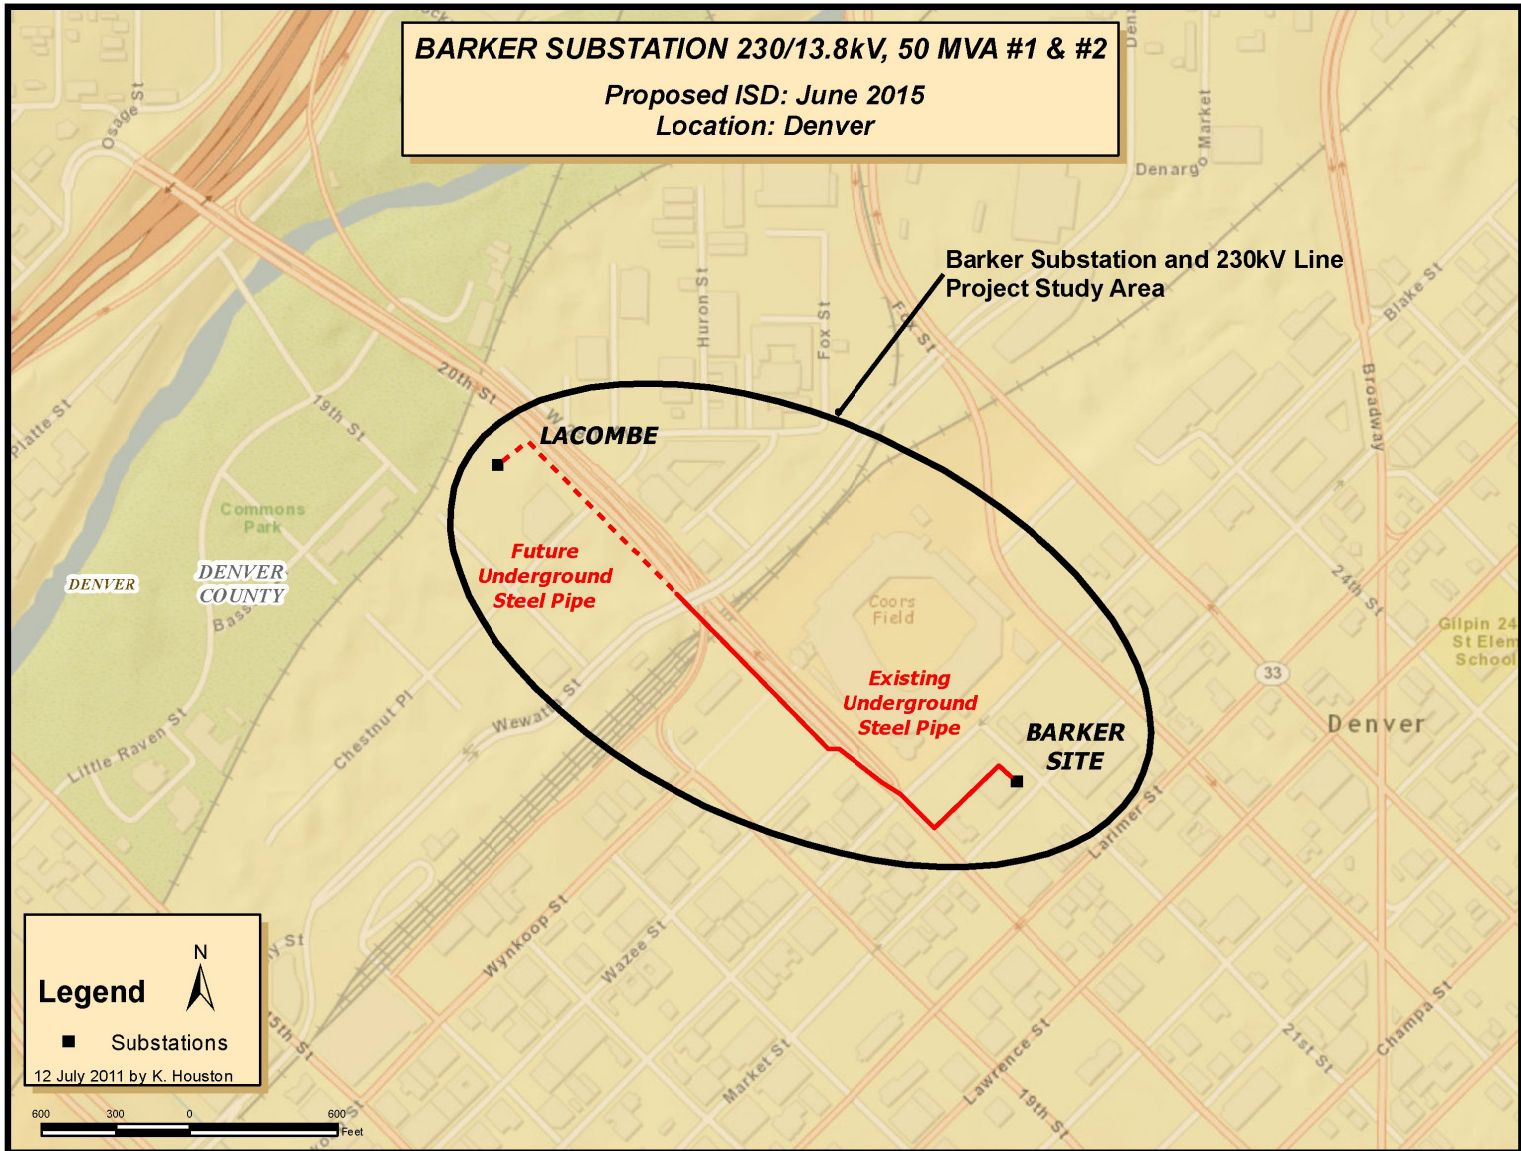 BARKER SUBSTATION 230/13.8kV, 50 MVA #1 & #2
Proposed ISD: June 2015
Location: Denver
Osage St
Denargo Market
Barker Substation and 230kV Line
Project Study Area
Huron St
Fox St
Fox St
Blake St
Broadway
20th St
19th St
Platte St
LACOMBE
Commons
Park
DENVER
DENVER
COUNTY
Future
Underground
Steel Pipe
Coors
Field
24th St
Gilpin 24
St Elem
School
33
Existing
Underground
Steel Pipe
BARKER
SITE
Denver
Wewatta St
Chestnut Pl
Little Raven St
Larimer St
Wynkoop St
Wazee St
Market St
Lawrence St
19th St
21st St
Champa St
15th St
N
Legend
Substations
12 July 2011 by K. Houston
600 300 0 600
Feet